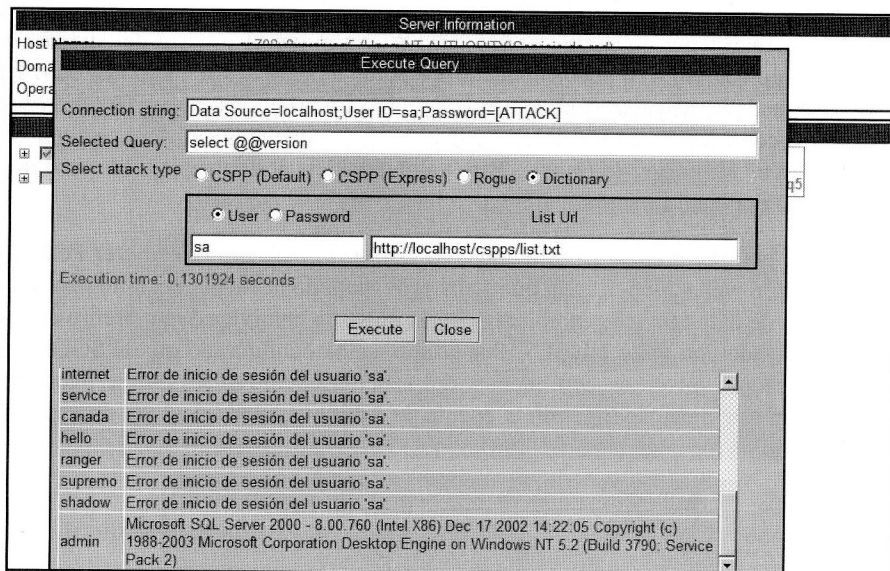 Server Information
Host Name:
Doma
Opera
Execute Query
Connection string: Data Source=localhost;User ID=sa;Password=[ATTACK]
Selected Query: select @@version
Select attack type CSPP (Default) CSPP (Express) Rogue Dictionary
q5
User Password List Url
sa http://localhost/cspps/list.txt
Execution time: 0,1301924 seconds
Execute Close
internet Error de inicio de sesión del usuario 'sa'.
service Error de inicio de sesión del usuario 'sa'.
canada Error de inicio de sesión del usuario 'sa'.
hello Error de inicio de sesión del usuario 'sa'.
ranger Error de inicio de sesión del usuario 'sa'.
supremo Error de inicio de sesión del usuario 'sa'.
shadow Error de inicio de sesión del usuario 'sa'
admin Microsoft SQL Server 2000 - 8.00.760 (Intel X86) Dec 17 2002 14:22:05 Copyright (c)
1988-2003 Microsoft Corporation Desktop Engine on Windows NT 5.2 (Build 3790: Service
Pack 2)